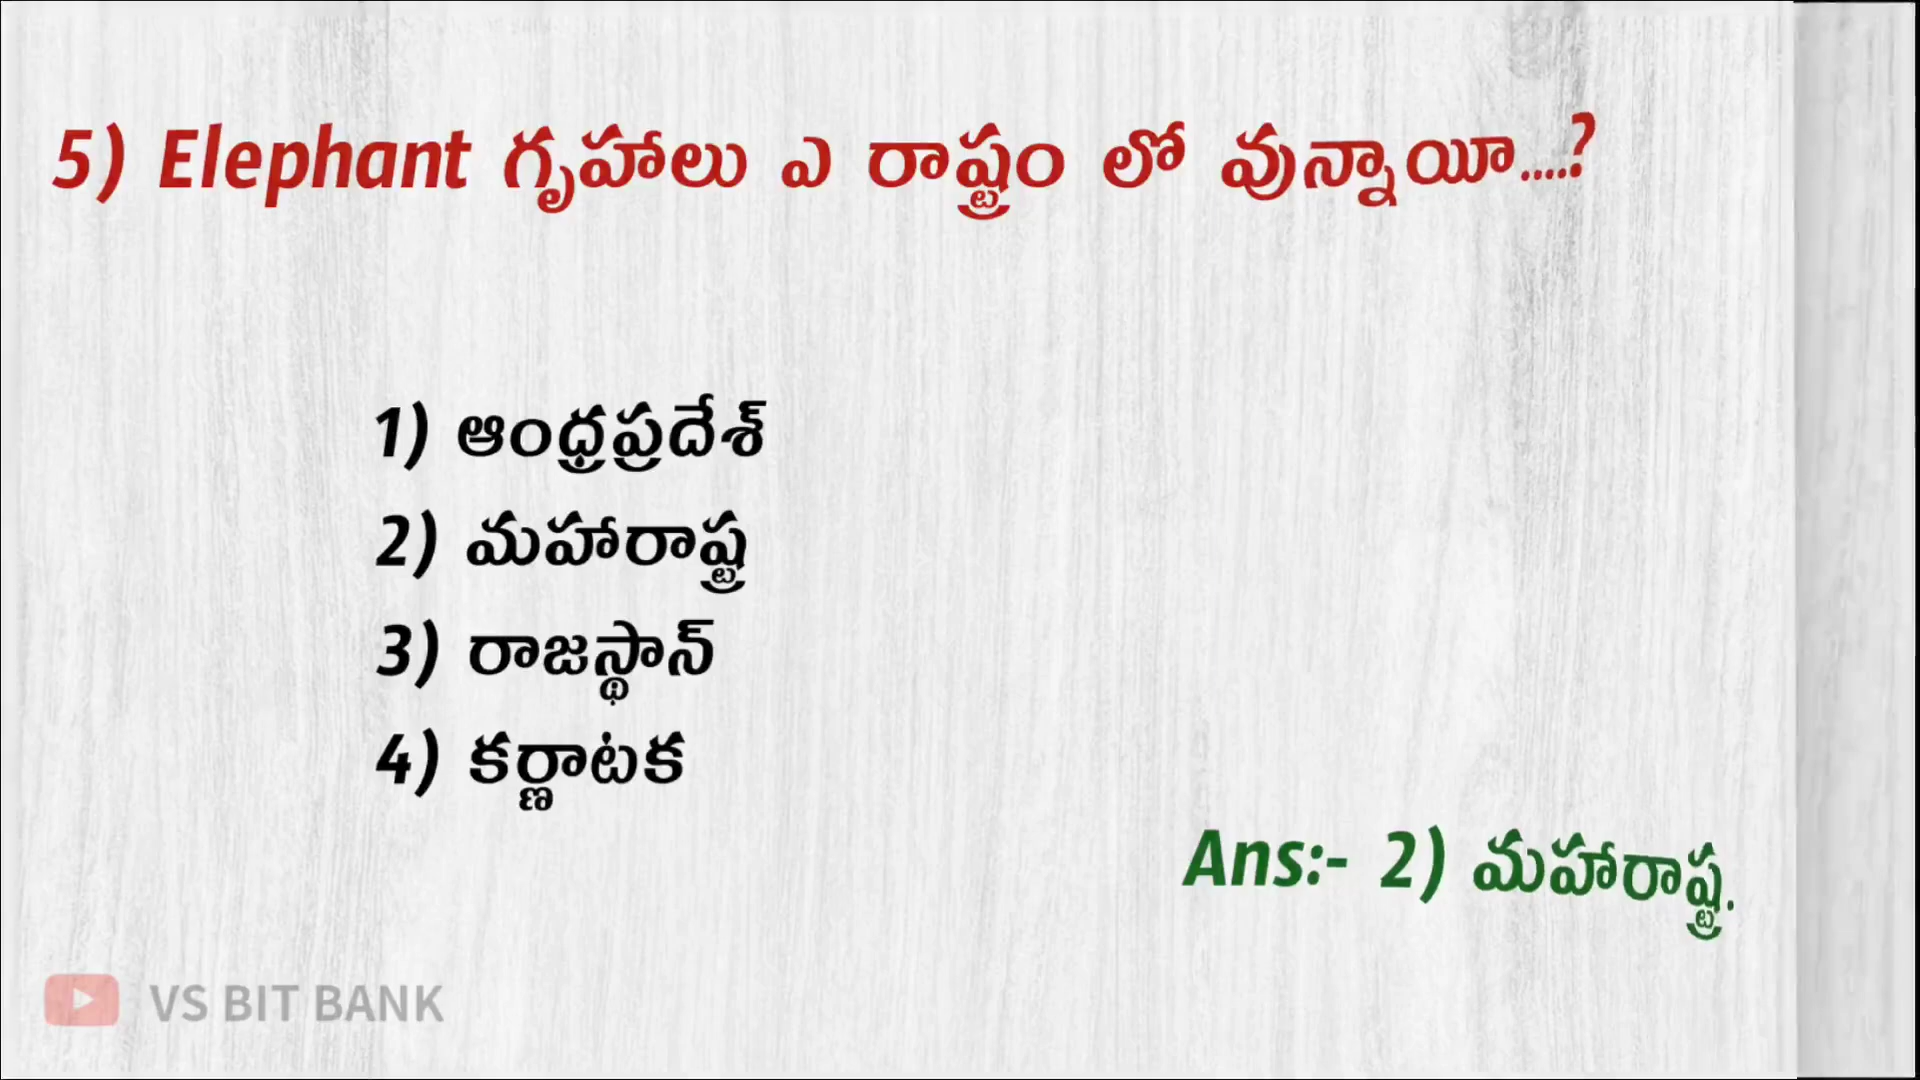 5) Elephant గృహాలు ఎ రాష్ట్రం లో వున్నాయీ....?
1) ఆంధ్రప్రదేశ్
2) మహారాష్ట్ర
3) రాజస్థాన్
4) కర్ణాటక
Ans:- 2) మహారాష్ట్ర.
VS BIT BANK